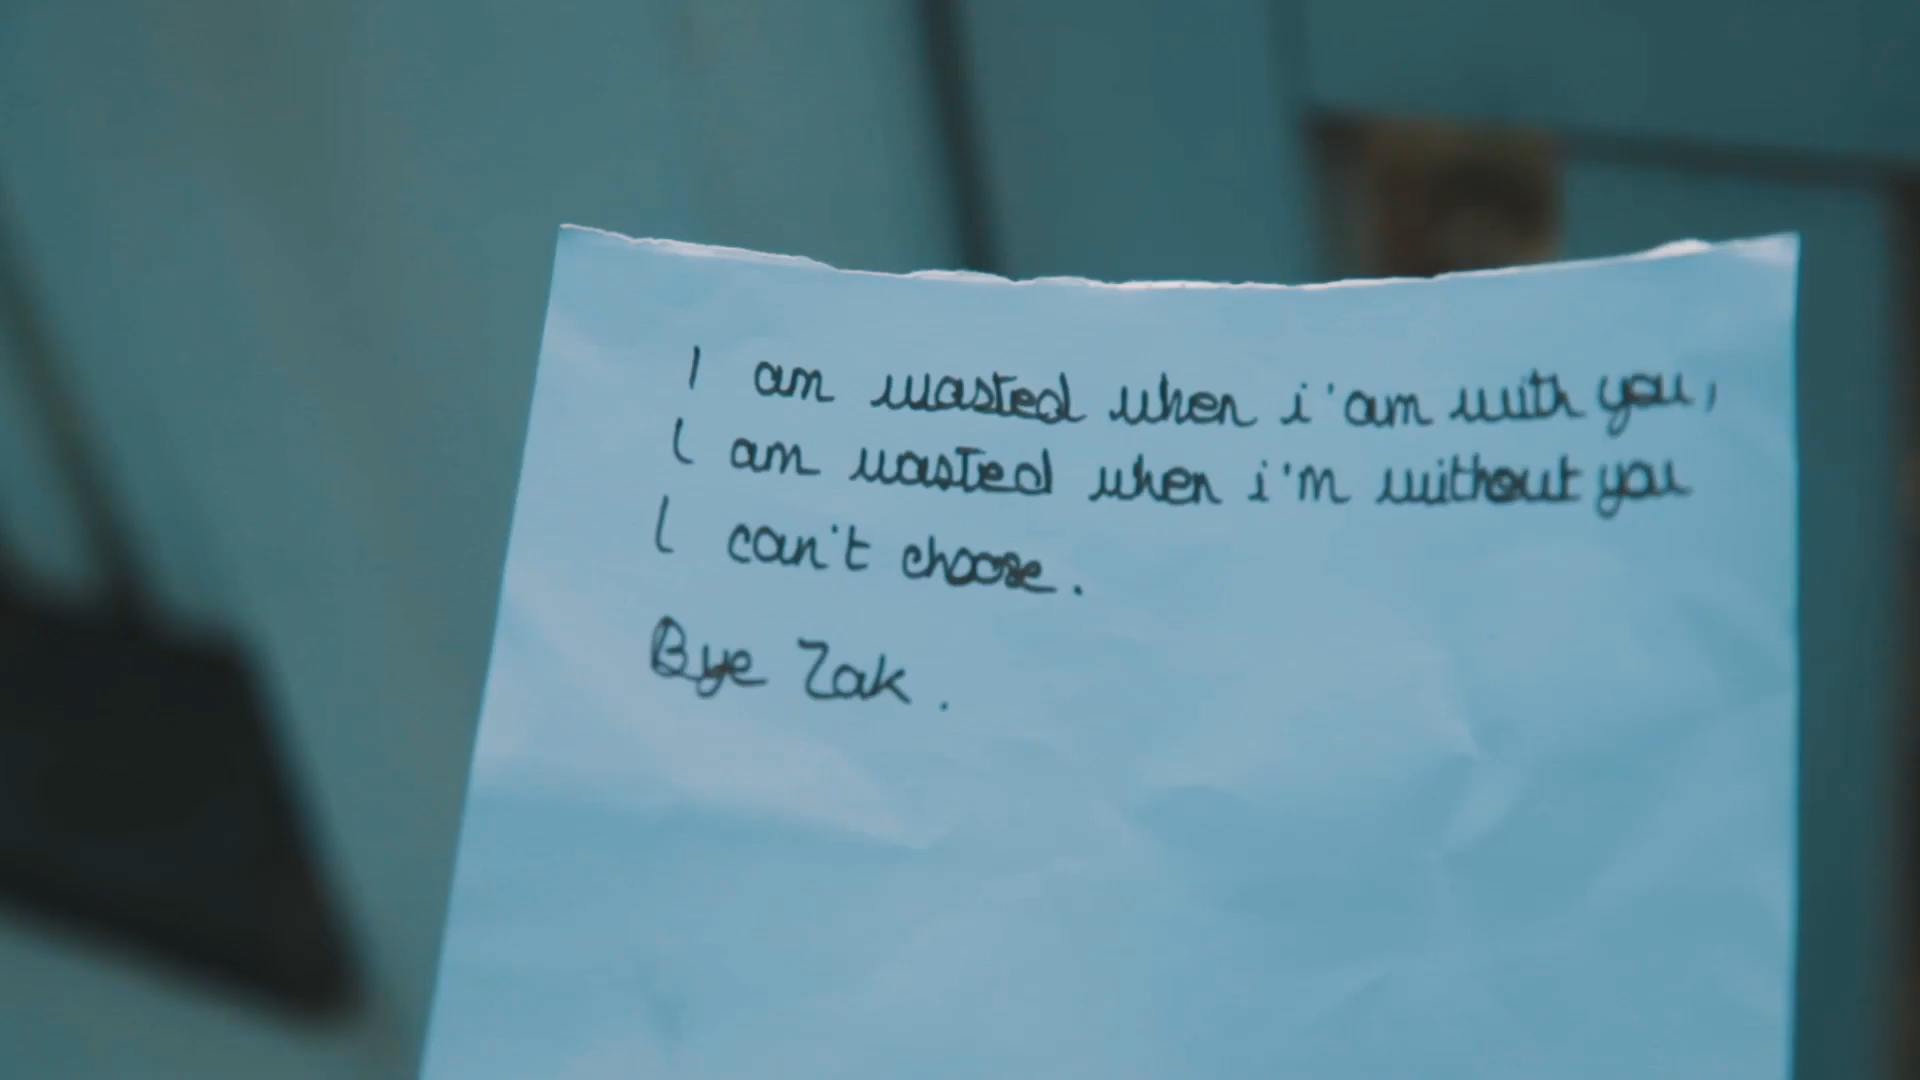 I am wasted when i'am with you,
I am wasted when i'm without you
I can't choose.
Bye Zak.